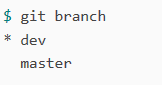 $ git branch
* dev
  master